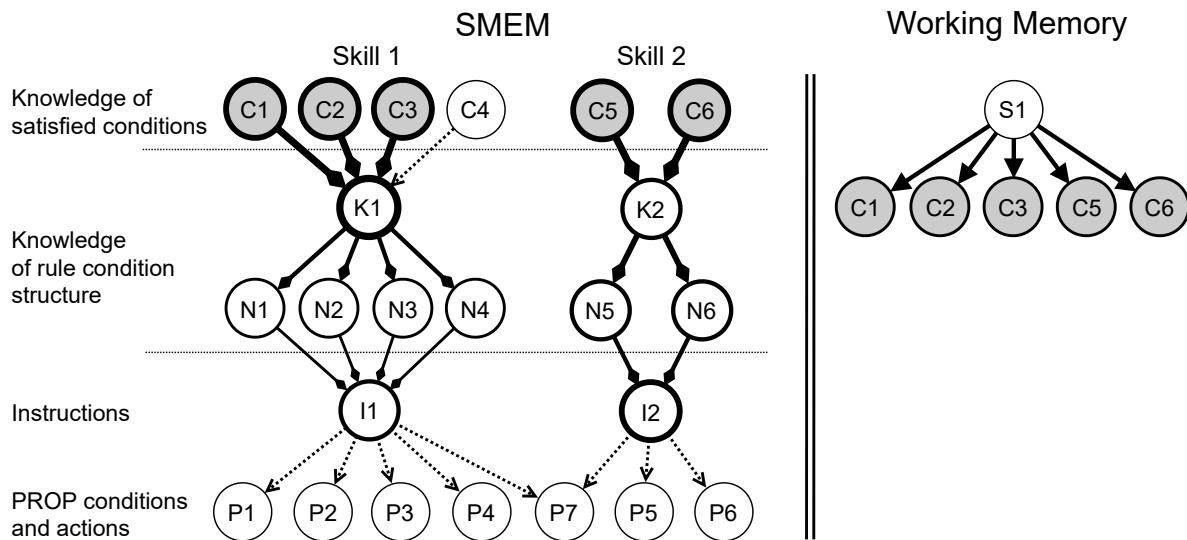 SMEM
Working Memory
Skill 1
Skill 2
Knowledge of
satisfied conditions
C1 C2 C3 C4 C5 C6
S1
Knowledge
of rule condition
structure
K1 K2
C1 C2 C3 C5 C6
N1 N2 N3 N4 N5 N6
Instructions
I1 I2
PROP conditions
and actions
P1 P2 P3 P4 P7 P5 P6